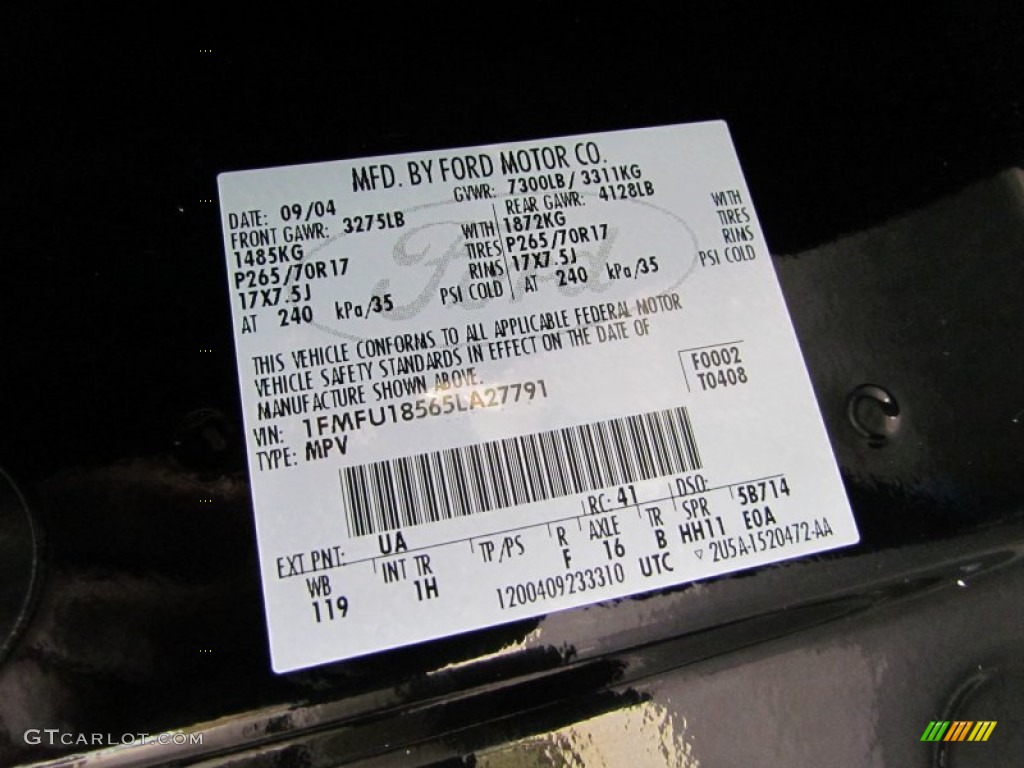 MFD. BY FORD MOTOR CO.
DATE: 09/04 GVWR: 7300LB/ 3311KG
FRONT GAWR: 3275LB REAR GAWR: 4128LB
1485KG WITH 1872KG WITH
P265/70R17 TIRES P265/70R17 TIRES
17X7.5J RIMS 17X7.5J RIMS
AT 240 kPa/35 PSI COLD AT 240 kPa/35 PSI COLD
Ford
THIS VEHICLE CONFORMS TO ALL APPLICABLE FEDERAL MOTOR
VEHICLE SAFETY STANDARDS IN EFFECT ON THE DATE OF
MANUFACTURE SHOWN ABOVE.
F0002
T0408
VIN: 1FMFU18565LA27791
TYPE: MPV
EXT PNT: UA RC: 41 DSO:
WB INT TR TP/PS R AXLE TR SPR 5B714
119 1H F 16 B HH11 E0A
1200409233310 UTC ▽ 2U5A-1520472-AA
GTCARLOT.COM